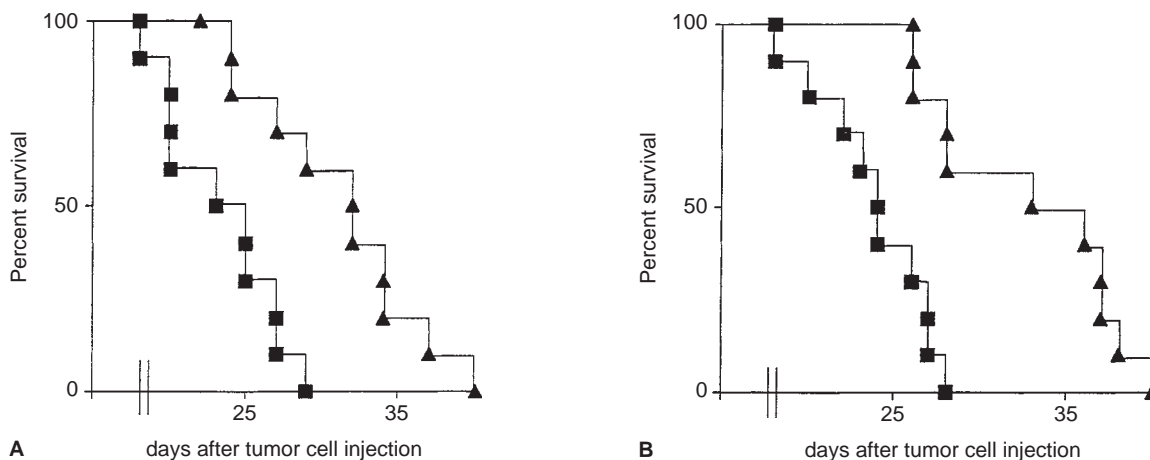 100
50
0
Percent survival
25
35
A
days after tumor cell injection
100
50
0
Percent survival
25
35
B
days after tumor cell injection